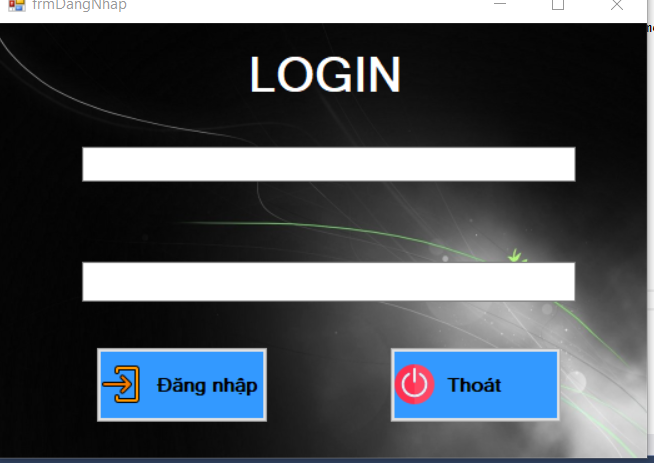 frmDangNhap
LOGIN
Đăng nhập
Thoát